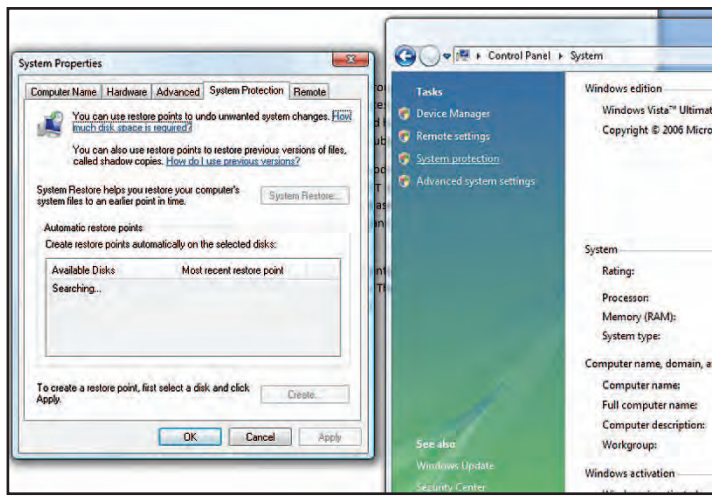 System Properties
Computer Name Hardware Advanced System Protection Remote
You can use restore points to undo unwanted system changes. How
much disk space is required?
You can also use restore points to restore previous versions of files,
called shadow copies. How do I use previous versions?
System Restore helps you restore your computer's
system files to an earlier point in time.
System Restore...
Automatic restore points
Create restore points automatically on the selected disks:
Available Disks Most recent restore point
Searching...
To create a restore point, first select a disk and click
Apply.
Create...
OK Cancel Apply
Control Panel System
Tasks
Device Manager
Remote settings
System protection
Advanced system settings
See also
Windows Update
Security Center
Windows edition
Windows Vista™ Ultimat
Copyright © 2006 Micro
System
Rating:
Processor:
Memory (RAM):
System type:
Computer name, domain, a
Computer name:
Full computer name:
Computer description:
Workgroup:
Windows activation